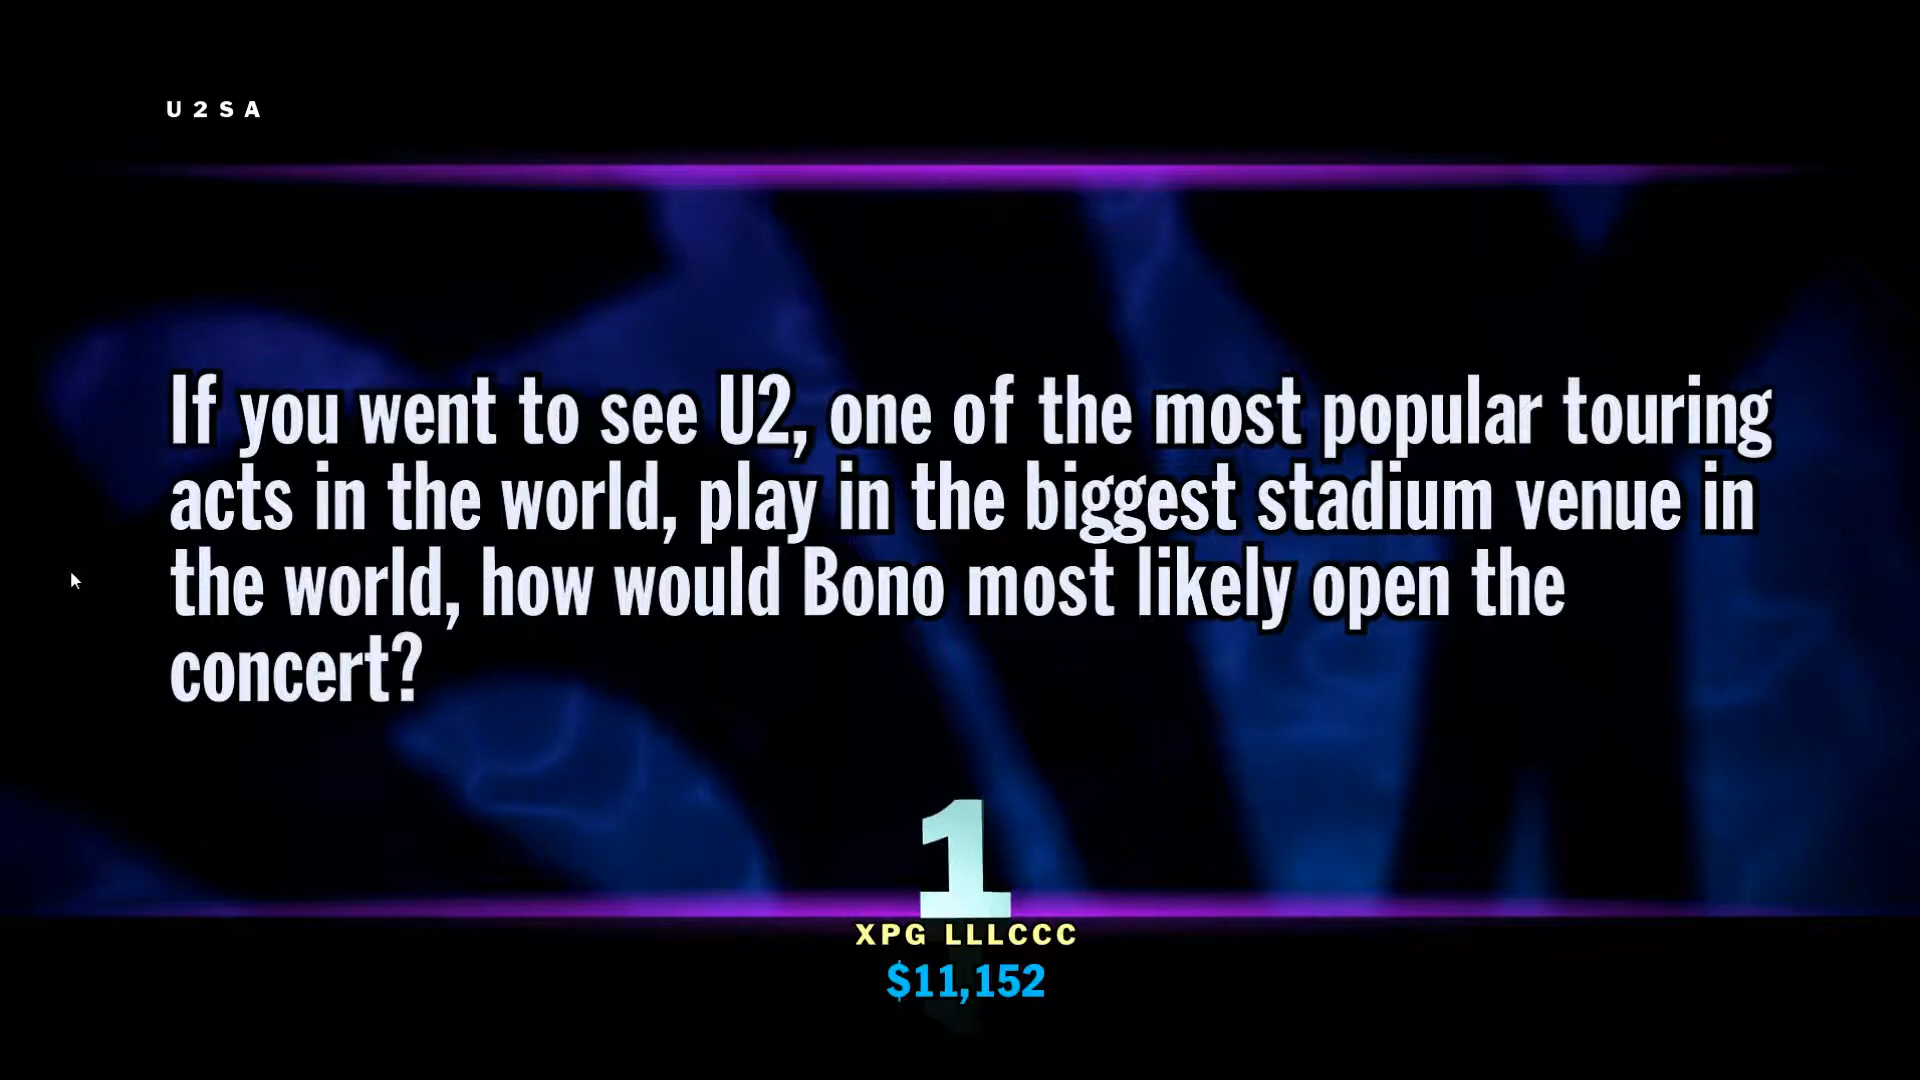 U2SA
If you went to see U2, one of the most popular touring
acts in the world, play in the biggest stadium venue in
the world, how would Bono most likely open the
concert?
1
XPG LLLCCC
$11,152